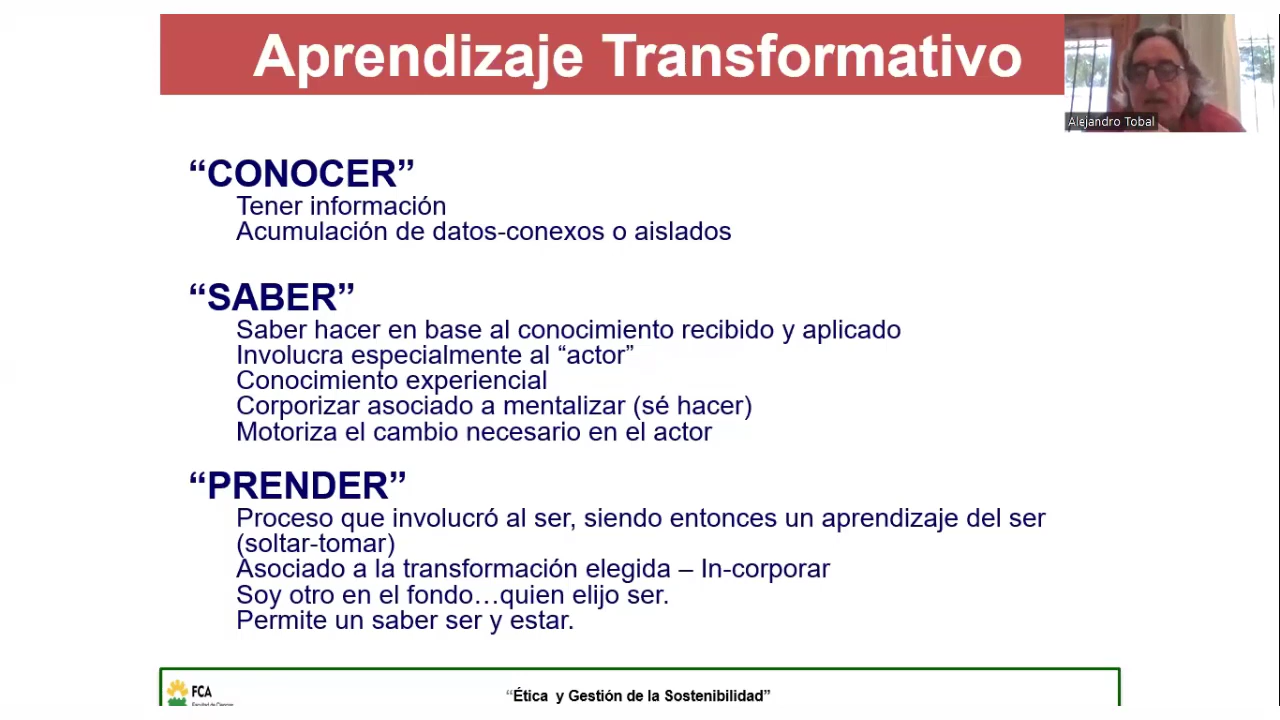 Aprendizaje Transformativo
Alejandro Tobal
“CONOCER”
Tener información
Acumulación de datos-conexos o aislados
“SABER”
Saber hacer en base al conocimiento recibido y aplicado
Involucra especialmente al “actor”
Conocimiento experiencial
Corporizar asociado a mentalizar (sé hacer)
Motoriza el cambio necesario en el actor
“PRENDER”
Proceso que involucró al ser, siendo entonces un aprendizaje del ser
(soltar-tomar)
Asociado a la transformación elegida – In-corporar
Soy otro en el fondo…quien elijo ser.
Permite un saber ser y estar.
FCA
“Ética y Gestión de la Sostenibilidad”